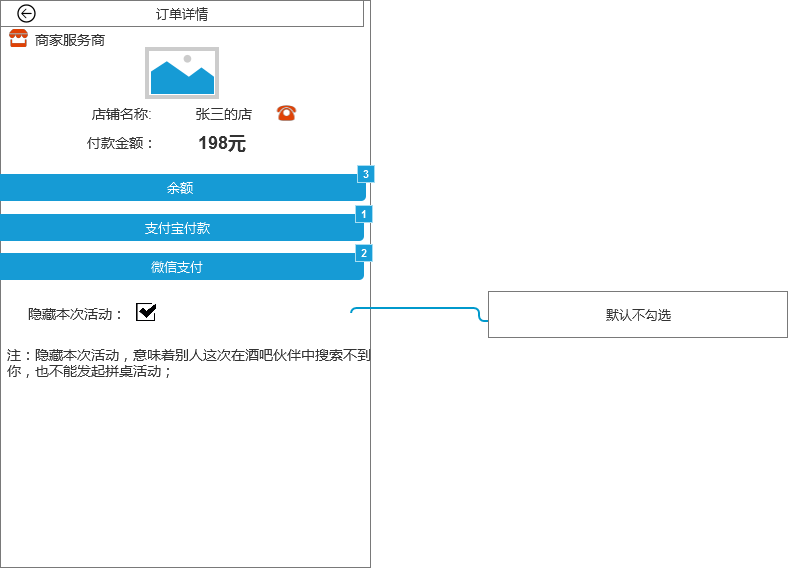 订单详情
商家服务商
店铺名称: 张三的店
付款金额： 198元
3
余额
1
支付宝付款
2
微信支付
隐藏本次活动：
默认不勾选
注：隐藏本次活动，意味着别人这次在酒吧伙伴中搜索不到
你，也不能发起拼桌活动；